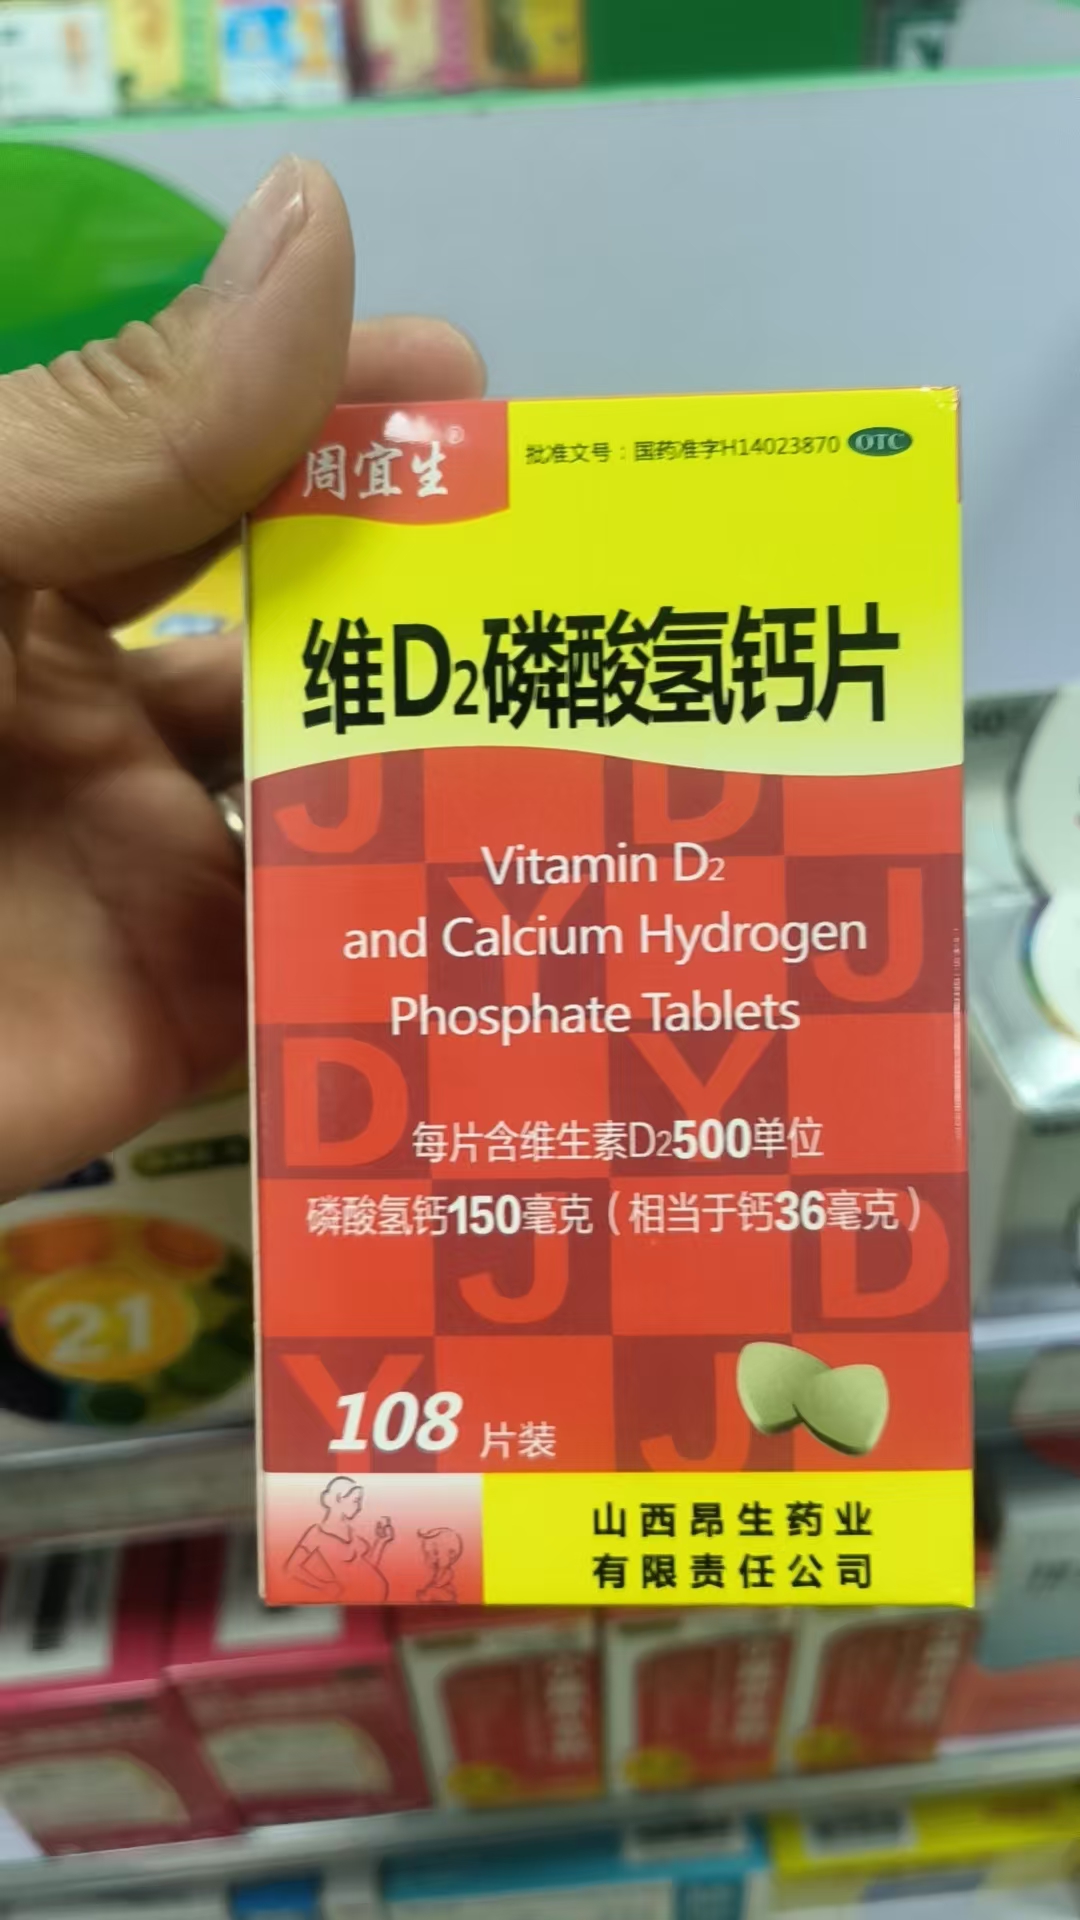 周宜生®
批准文号：国药准字H14023870 OTC
维D₂磷酸氢钙片
J D
Vitamin D₂
Y J
and Calcium Hydrogen
Phosphate Tablets
D Y
每片含维生素D₂500单位
磷酸氢钙150毫克（相当于钙36毫克）
J D
Y J
108 片装
山西昂生药业
有限责任公司
21